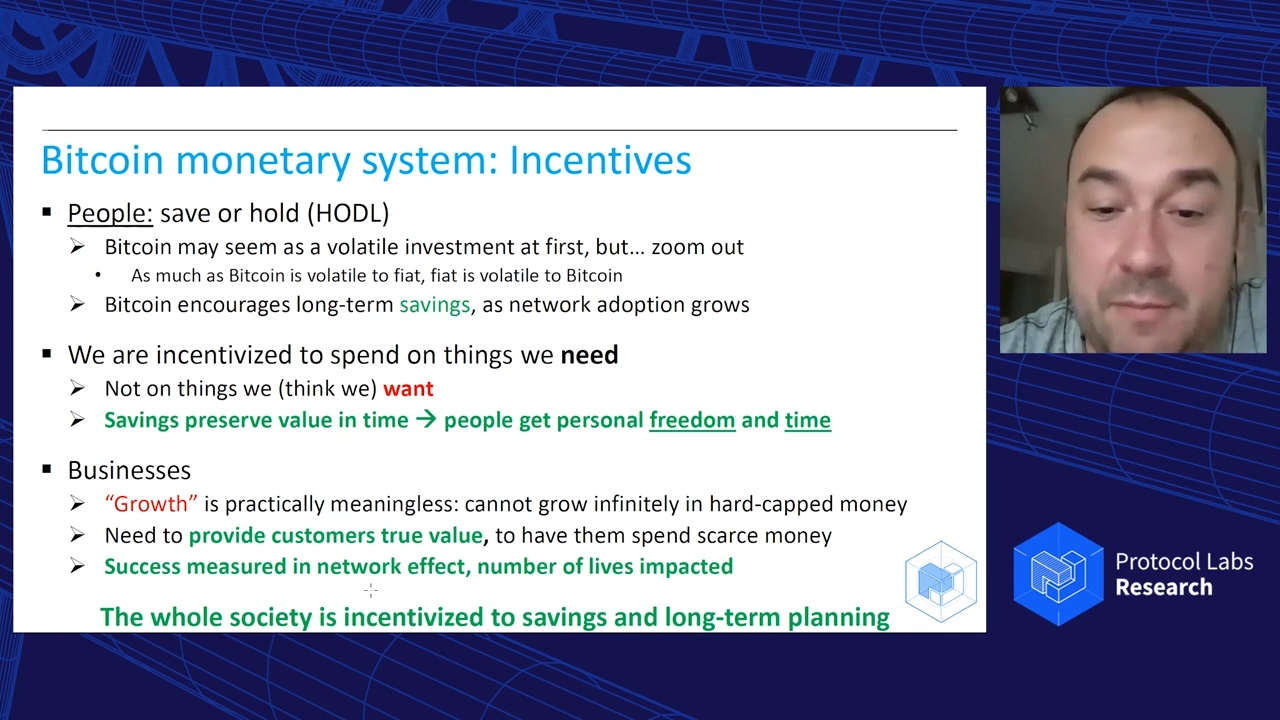 Bitcoin monetary system: Incentives
▪ People: save or hold (HODL)
➢ Bitcoin may seem as a volatile investment at first, but... zoom out
• As much as Bitcoin is volatile to fiat, fiat is volatile to Bitcoin
➢ Bitcoin encourages long-term savings, as network adoption grows
▪ We are incentivized to spend on things we need
➢ Not on things we (think we) want
➢ Savings preserve value in time → people get personal freedom and time
▪ Businesses
➢ “Growth” is practically meaningless: cannot grow infinitely in hard-capped money
➢ Need to provide customers true value, to have them spend scarce money
➢ Success measured in network effect, number of lives impacted
The whole society is incentivized to savings and long-term planning
Protocol Labs
Research